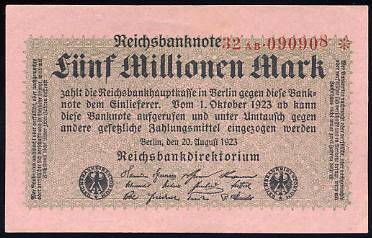 Reichsbanknote 32 AB·090908 *
Fünf Millionen Mark
zahlt die Reichsbankhauptkasse in Berlin gegen diese Bank-
note dem Einlieferer. Vom 1. Oktober 1923 ab kann
diese Banknote aufgerufen und unter Umtausch gegen
andere gesetzliche Zahlungsmittel eingezogen werden
Berlin, den 20. August 1923
Reichsbankdirektorium